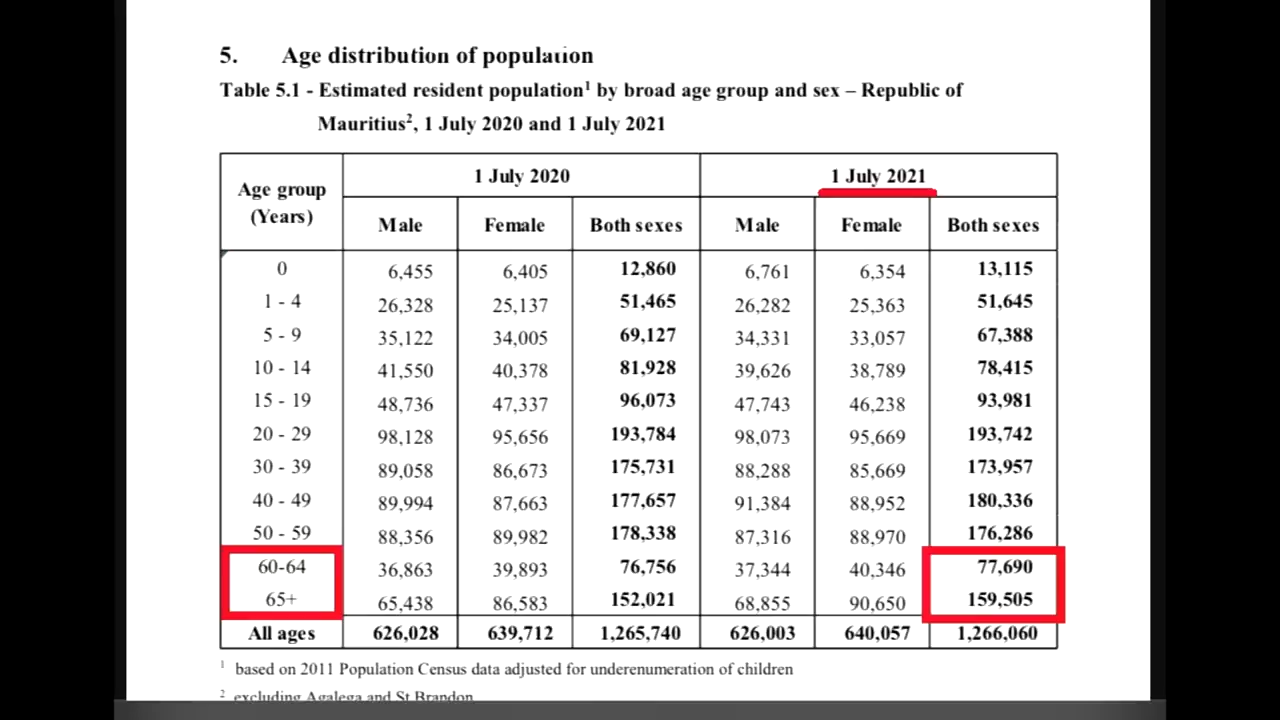 5. Age distribution of population
Table 5.1 - Estimated resident population¹ by broad age group and sex – Republic of
Mauritius², 1 July 2020 and 1 July 2021
Age group (Years) 1 July 2020 1 July 2021
Male Female Both sexes Male Female Both sexes
0 6,455 6,405 12,860 6,761 6,354 13,115
1 - 4 26,328 25,137 51,465 26,282 25,363 51,645
5 - 9 35,122 34,005 69,127 34,331 33,057 67,388
10 - 14 41,550 40,378 81,928 39,626 38,789 78,415
15 - 19 48,736 47,337 96,073 47,743 46,238 93,981
20 - 29 98,128 95,656 193,784 98,073 95,669 193,742
30 - 39 89,058 86,673 175,731 88,288 85,669 173,957
40 - 49 89,994 87,663 177,657 91,384 88,952 180,336
50 - 59 88,356 89,982 178,338 87,316 88,970 176,286
60-64 36,863 39,893 76,756 37,344 40,346 77,690
65+ 65,438 86,583 152,021 68,855 90,650 159,505
All ages 626,028 639,712 1,265,740 626,003 640,057 1,266,060
¹ based on 2011 Population Census data adjusted for underenumeration of children
² excluding Agalega and St Brandon